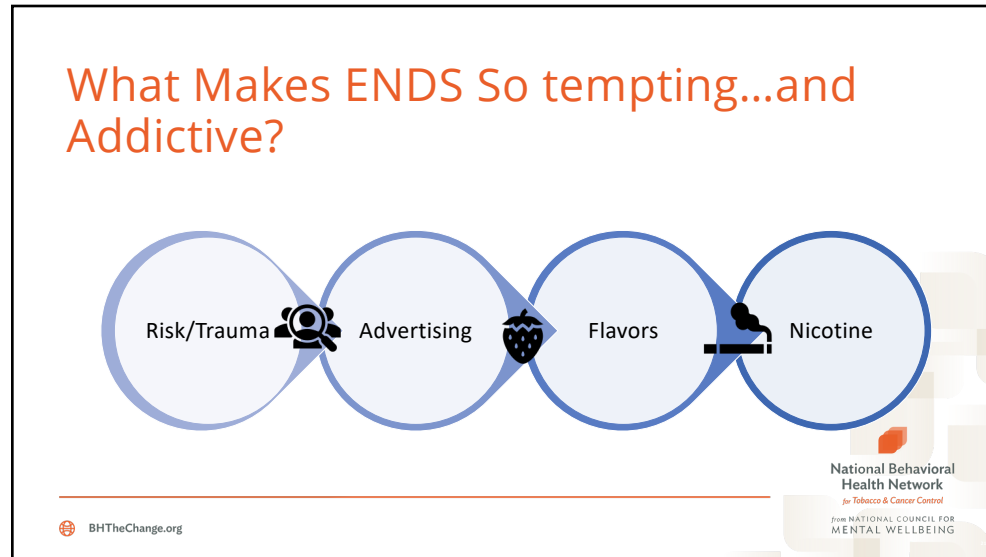 What Makes ENDS So tempting...and
Addictive?
Risk/Trauma
Advertising
Flavors
Nicotine
National Behavioral
Health Network
for Tobacco & Cancer Control
from NATIONAL COUNCIL FOR
MENTAL WELLBEING
BHTheChange.org